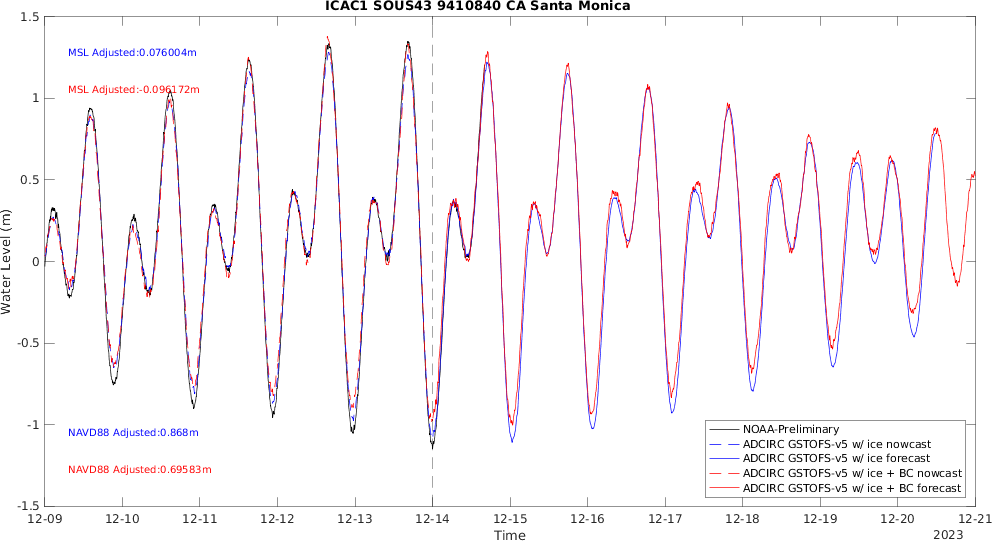 ICAC1 SOUS43 9410840 CA Santa Monica
1.5
1
0.5
0
-0.5
-1
-1.5
Water Level (m)
MSL Adjusted:0.076004m
MSL Adjusted:-0.096172m
NAVD88 Adjusted:0.868m
NAVD88 Adjusted:0.69583m
NOAA-Preliminary
ADCIRC GSTOFS-v5 w/ ice nowcast
ADCIRC GSTOFS-v5 w/ ice forecast
ADCIRC GSTOFS-v5 w/ ice + BC nowcast
ADCIRC GSTOFS-v5 w/ ice + BC forecast
12-09 12-10 12-11 12-12 12-13 12-14 12-15 12-16 12-17 12-18 12-19 12-20 12-21
Time
2023